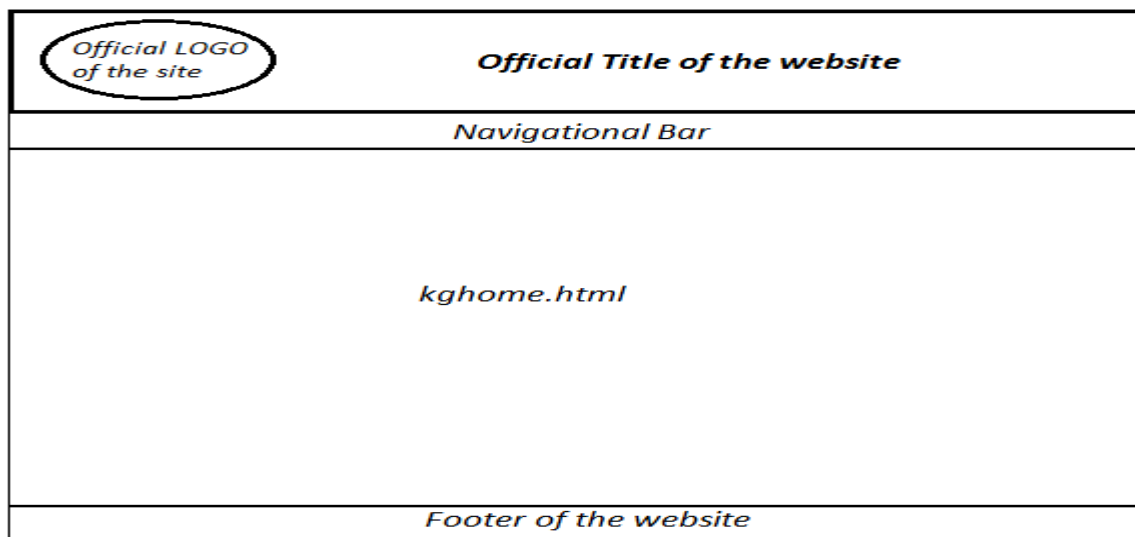 Official LOGO
of the site
Official Title of the website
Navigational Bar
kghome.html
Footer of the website